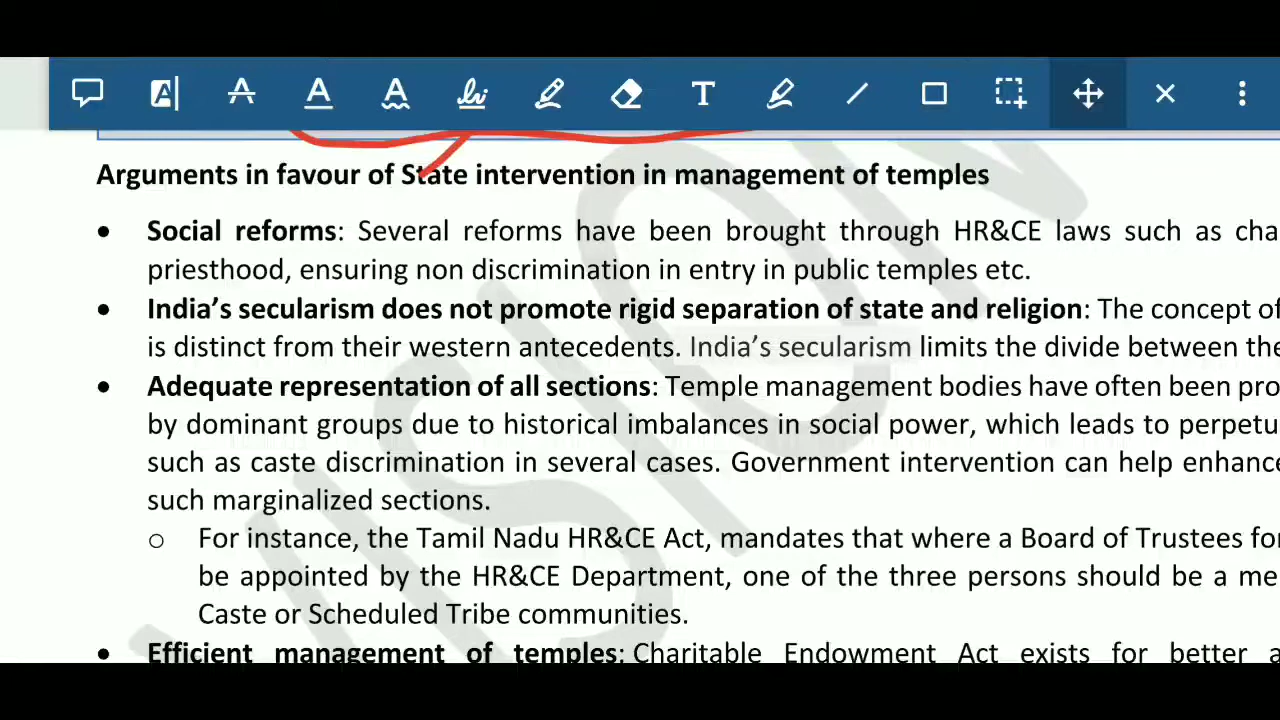 Arguments in favour of State intervention in management of temples
• Social reforms: Several reforms have been brought through HR&CE laws such as cha
priesthood, ensuring non discrimination in entry in public temples etc.
• India's secularism does not promote rigid separation of state and religion: The concept of
is distinct from their western antecedents. India's secularism limits the divide between the
• Adequate representation of all sections: Temple management bodies have often been pro
by dominant groups due to historical imbalances in social power, which leads to perpetu
such as caste discrimination in several cases. Government intervention can help enhance
such marginalized sections.
o For instance, the Tamil Nadu HR&CE Act, mandates that where a Board of Trustees for
be appointed by the HR&CE Department, one of the three persons should be a me
Caste or Scheduled Tribe communities.
• Efficient management of temples: Charitable Endowment Act exists for better a
VISION